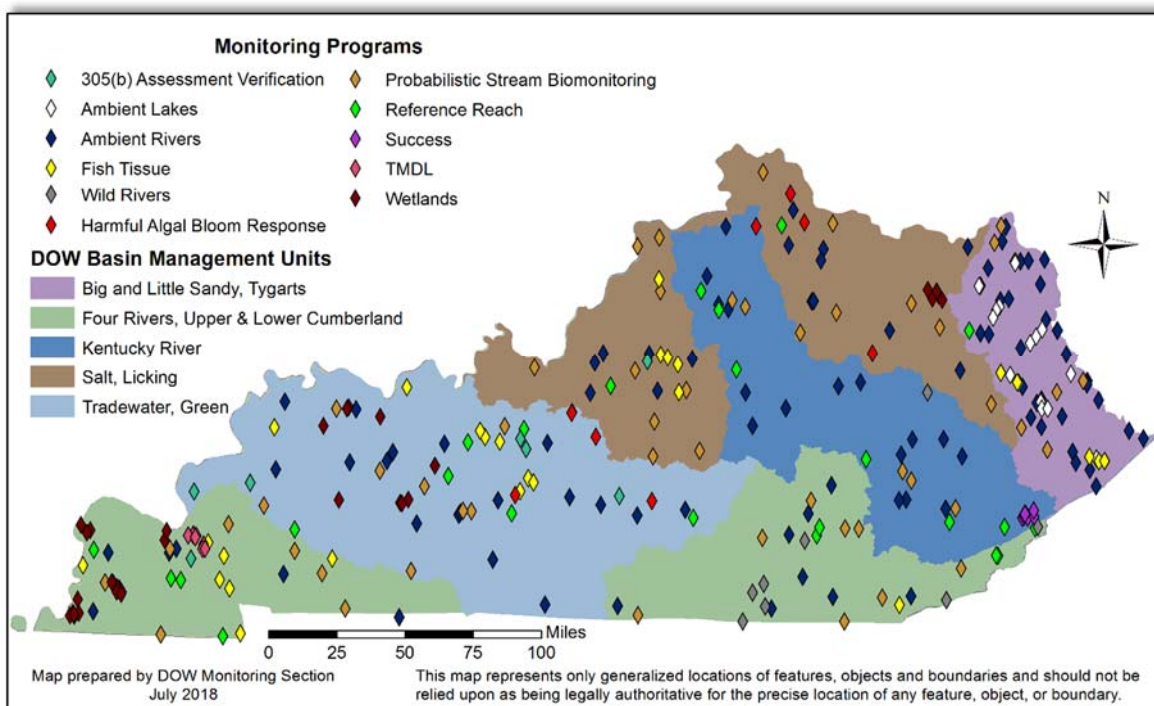 Monitoring Programs
305(b) Assessment Verification
Ambient Lakes
Ambient Rivers
Fish Tissue
Wild Rivers
Harmful Algal Bloom Response
Probabilistic Stream Biomonitoring
Reference Reach
Success
TMDL
Wetlands
DOW Basin Management Units
Big and Little Sandy, Tygarts
Four Rivers, Upper & Lower Cumberland
Kentucky River
Salt, Licking
Tradewater, Green
N
0 25 50 75 100 Miles
Map prepared by DOW Monitoring Section
July 2018
This map represents only generalized locations of features, objects and boundaries and should not be
relied upon as being legally authoritative for the precise location of any feature, object, or boundary.